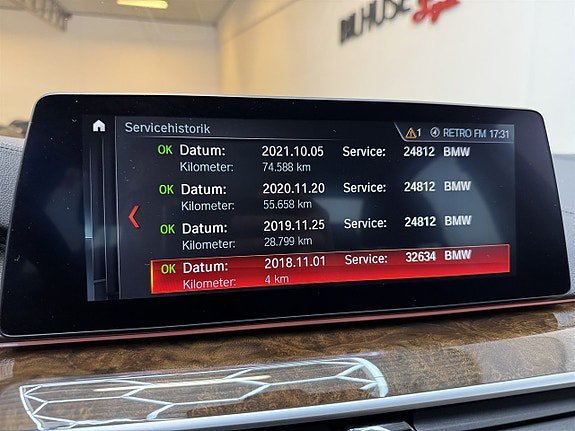 BILHUSE
Servicehistorik 1 RETRO FM 17:31
OK Datum: 2021.10.05 Service: 24812 BMW
Kilometer: 74.588 km
OK Datum: 2020.11.20 Service: 24812 BMW
Kilometer: 55.658 km
OK Datum: 2019.11.25 Service: 24812 BMW
Kilometer: 28.799 km
OK Datum: 2018.11.01 Service: 32634 BMW
Kilometer: 4 km